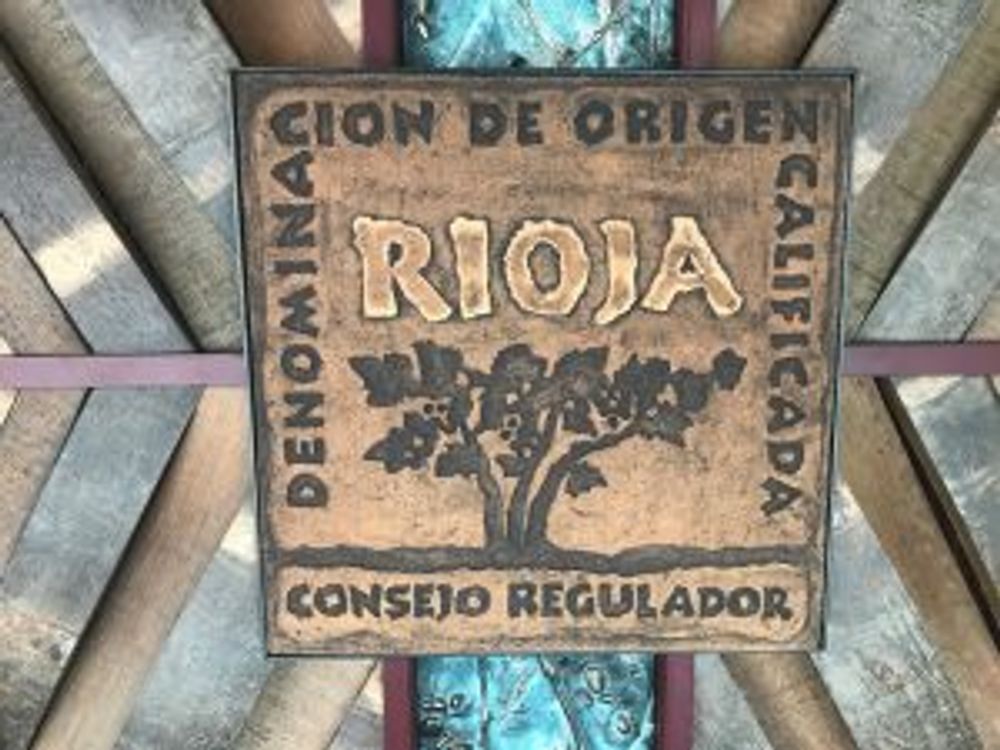 DENOMINACION DE ORIGEN CALIFICADA
RIOJA
CONSEJO REGULADOR